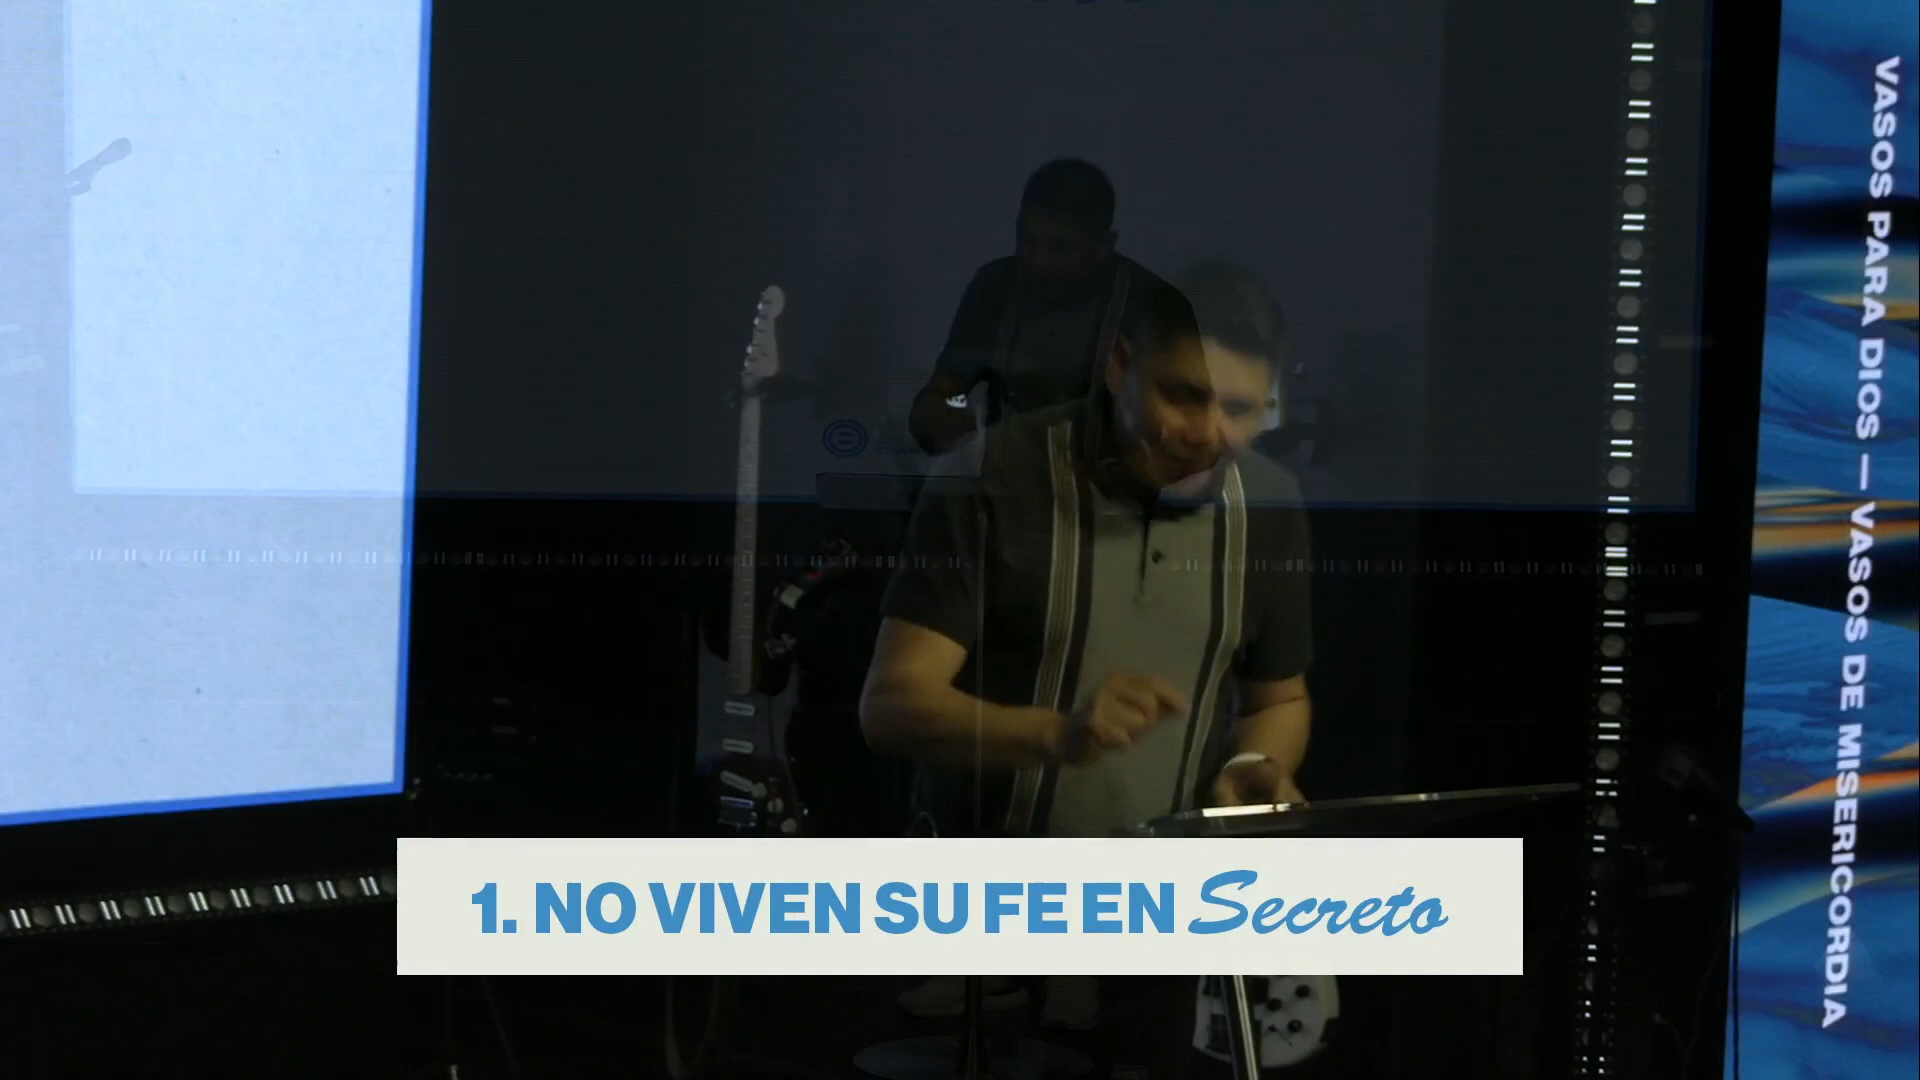 1. NO VIVEN SU FE EN Secreto
VASOS PARA DIOS — VASOS DE MISERICORDIA